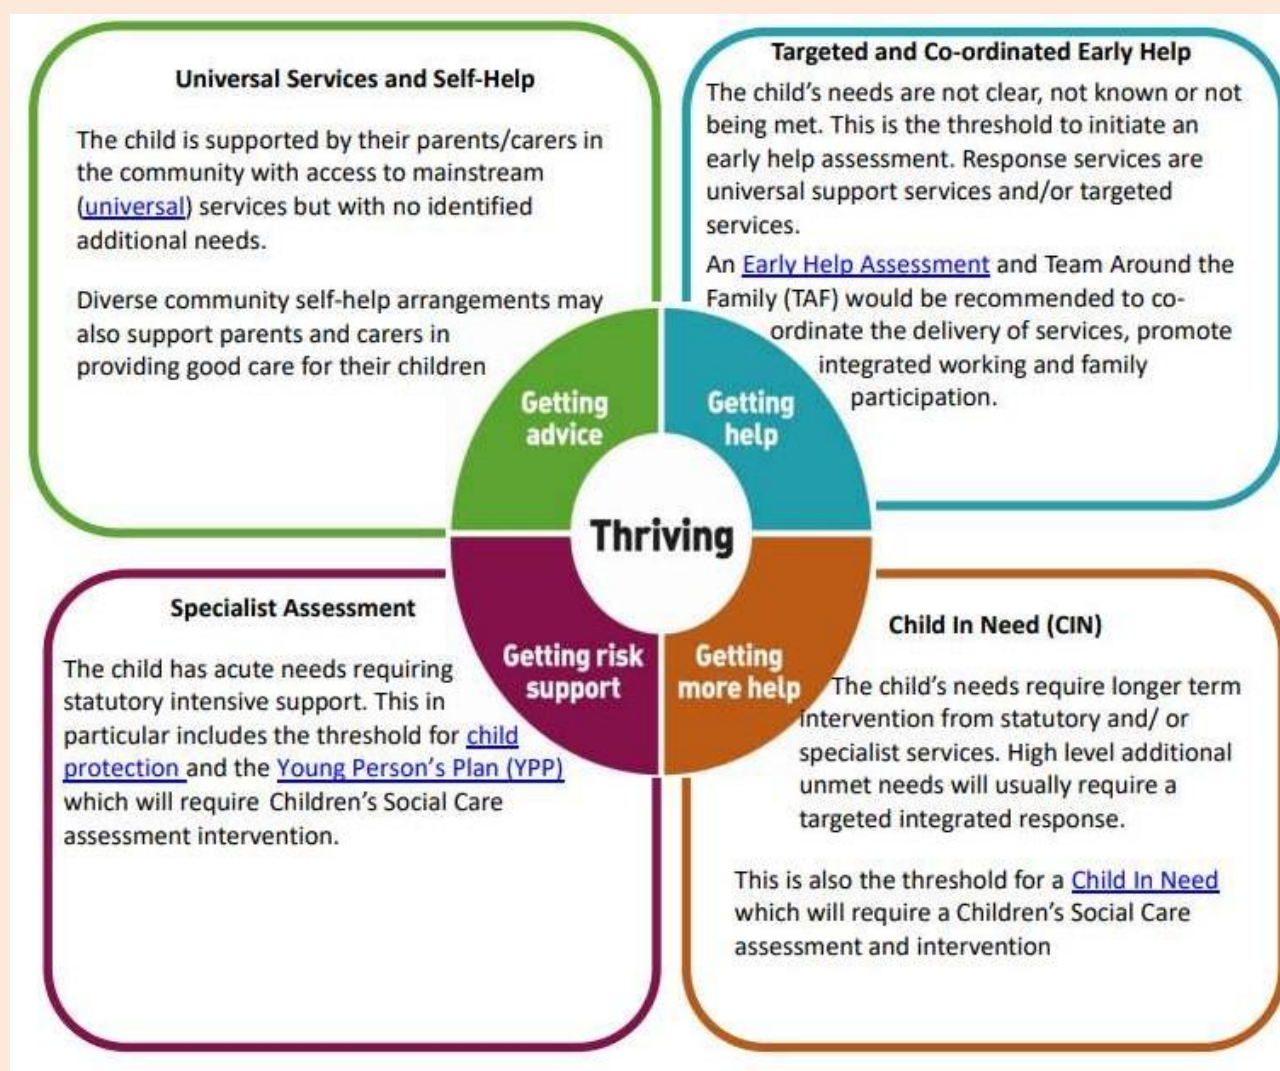 Universal Services and Self-Help
The child is supported by their parents/carers in
the community with access to mainstream
(universal) services but with no identified
additional needs.
Diverse community self-help arrangements may
also support parents and carers in
providing good care for their children
Targeted and Co-ordinated Early Help
The child's needs are not clear, not known or not
being met. This is the threshold to initiate an
early help assessment. Response services are
universal support services and/or targeted
services.
An Early Help Assessment and Team Around the
Family (TAF) would be recommended to co-
ordinate the delivery of services, promote
integrated working and family
participation.
Getting
advice
Getting
help
Thriving
Getting risk
support
Getting
more help
Specialist Assessment
The child has acute needs requiring
statutory intensive support. This in
particular includes the threshold for child
protection and the Young Person's Plan (YPP)
which will require Children's Social Care
assessment intervention.
Child In Need (CIN)
The child's needs require longer term
intervention from statutory and/ or
specialist services. High level additional
unmet needs will usually require a
targeted integrated response.
This is also the threshold for a Child In Need
which will require a Children's Social Care
assessment and intervention